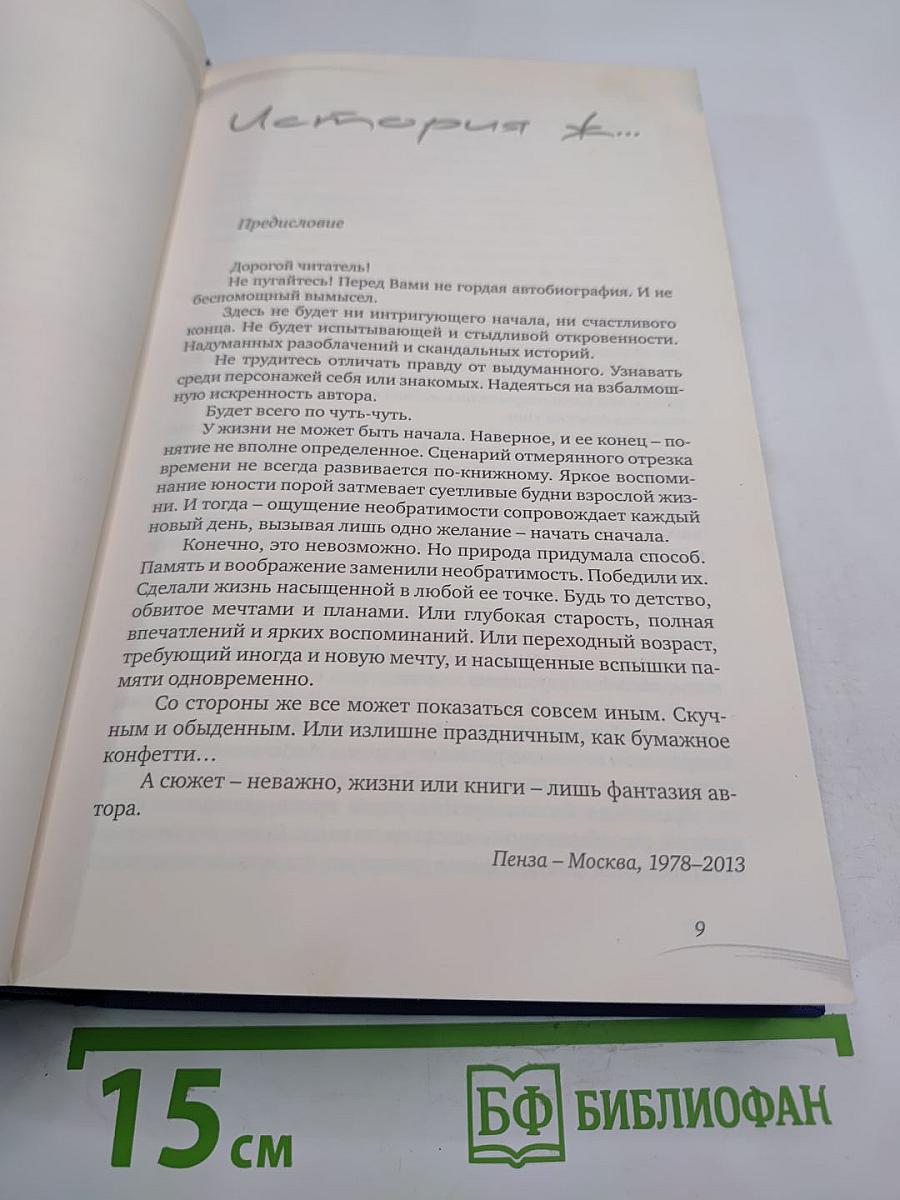 История ж...
Предисловие
Дорогой читатель!
Не пугайтесь! Перед Вами не гордая автобиография. И не
беспомощный вымысел.
Здесь не будет ни интригующего начала, ни счастливого
конца. Не будет испытывающей и стыдливой откровенности.
Надуманных разоблачений и скандальных историй.
Не трудитесь отличать правду от выдуманного. Узнавать
среди персонажей себя или знакомых. Надеяться на взбалмош-
ную искренность автора.
Будет всего по чуть-чуть.
У жизни не может быть начала. Наверное, и ее конец – по-
нятие не вполне определенное. Сценарий отмерянного отрезка
времени не всегда развивается по-книжному. Яркое воспоми-
нание юности порой затмевает суетливые будни взрослой жиз-
ни. И тогда – ощущение необратимости сопровождает каждый
новый день, вызывая лишь одно желание – начать сначала.
Конечно, это невозможно. Но природа придумала способ.
Память и воображение заменили необратимость. Победили их.
Сделали жизнь насыщенной в любой ее точке. Будь то детство,
обвитое мечтами и планами. Или глубокая старость, полная
впечатлений и ярких воспоминаний. Или переходный возраст,
требующий иногда и новую мечту, и насыщенные вспышки па-
мяти одновременно.
Со стороны же все может показаться совсем иным. Скуч-
ным и обыденным. Или излишне праздничным, как бумажное
конфетти...
А сюжет – неважно, жизни или книги – лишь фантазия ав-
тора.
Пенза – Москва, 1978–2013
9
15 см
БФ БИБЛИОФАН